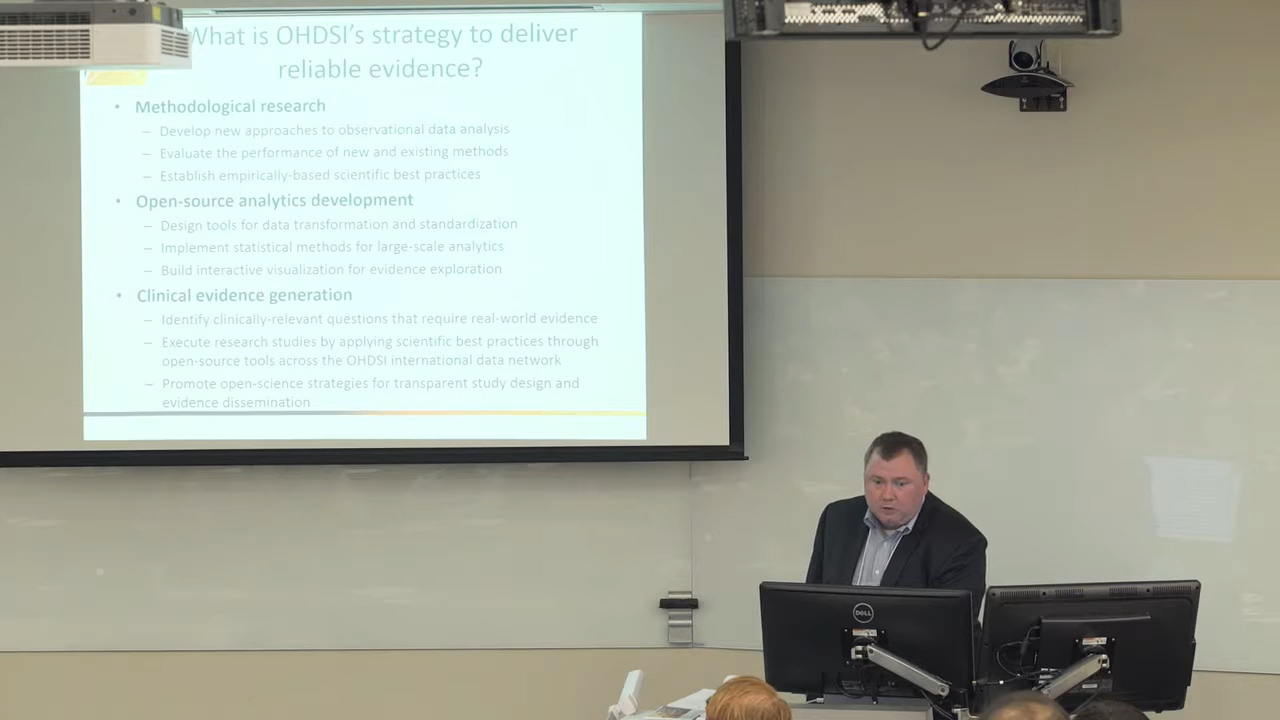 What is OHDSI's strategy to deliver
reliable evidence?
• Methodological research
– Develop new approaches to observational data analysis
– Evaluate the performance of new and existing methods
– Establish empirically-based scientific best practices
• Open-source analytics development
– Design tools for data transformation and standardization
– Implement statistical methods for large-scale analytics
– Build interactive visualization for evidence exploration
• Clinical evidence generation
– Identify clinically-relevant questions that require real-world evidence
– Execute research studies by applying scientific best practices through
open-source tools across the OHDSI international data network
– Promote open-science strategies for transparent study design and
evidence dissemination
DELL